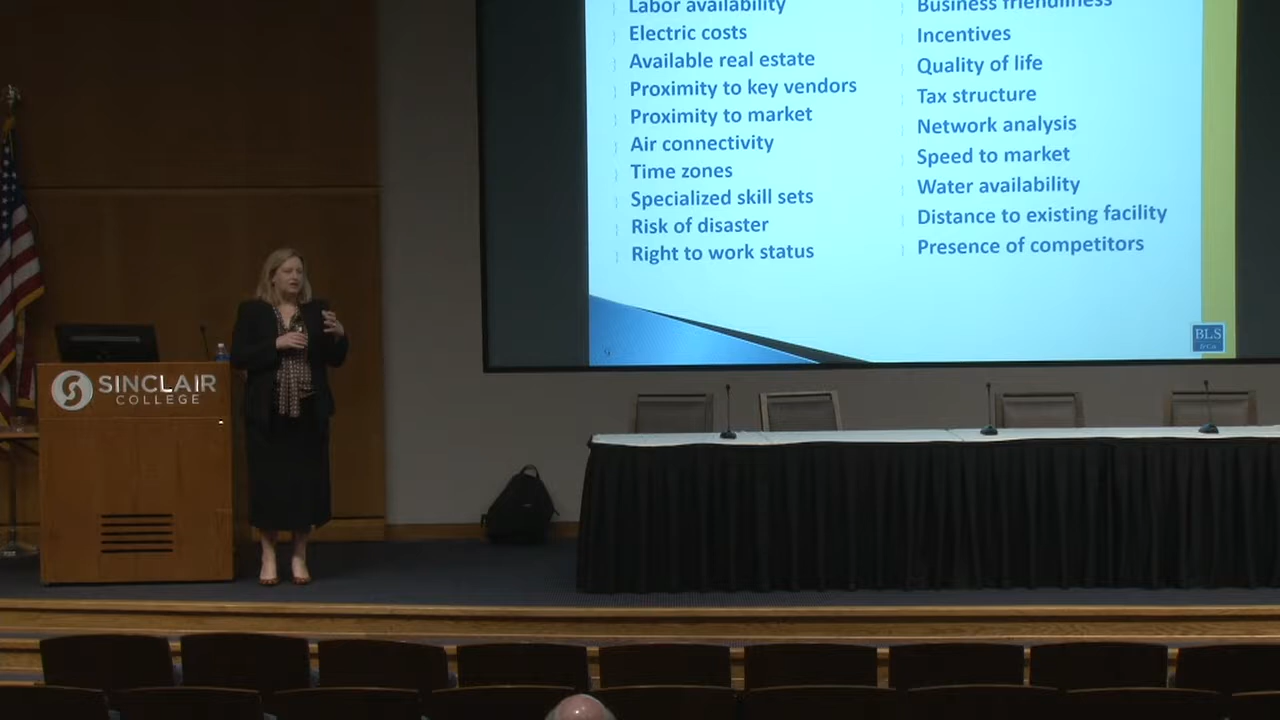 Labor availability
Electric costs
Available real estate
Proximity to key vendors
Proximity to market
Air connectivity
Time zones
Specialized skill sets
Risk of disaster
Right to work status
Business friendliness
Incentives
Quality of life
Tax structure
Network analysis
Speed to market
Water availability
Distance to existing facility
Presence of competitors
9
BLS
& Co.
SINCLAIR
COLLEGE